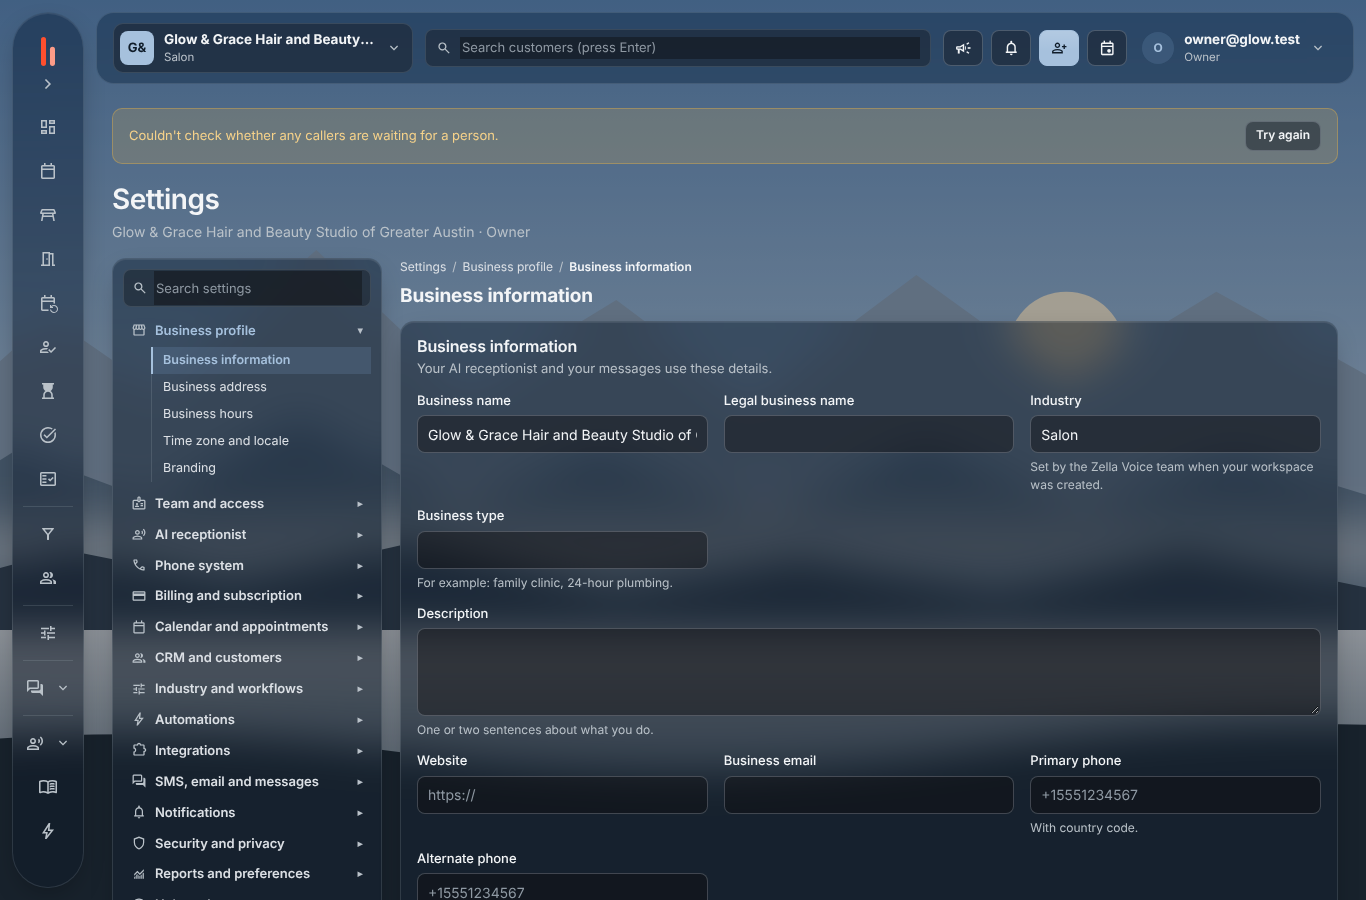 G&
Glow & Grace Hair and Beauty...
Salon
Search customers (press Enter)
O
owner@glow.test
Owner
Couldn't check whether any callers are waiting for a person.
Try again
Settings
Glow & Grace Hair and Beauty Studio of Greater Austin · Owner
Search settings
Business profile
Business information
Business address
Business hours
Time zone and locale
Branding
Team and access
AI receptionist
Phone system
Billing and subscription
Calendar and appointments
CRM and customers
Industry and workflows
Automations
Integrations
SMS, email and messages
Notifications
Security and privacy
Reports and preferences
Settings / Business profile / Business information
Business information
Business information
Your AI receptionist and your messages use these details.
Business name
Legal business name
Industry
Glow & Grace Hair and Beauty Studio of
Salon
Set by the Zella Voice team when your workspace
was created.
Business type
For example: family clinic, 24-hour plumbing.
Description
One or two sentences about what you do.
Website
Business email
Primary phone
https://
+15551234567
With country code.
Alternate phone
+15551234567